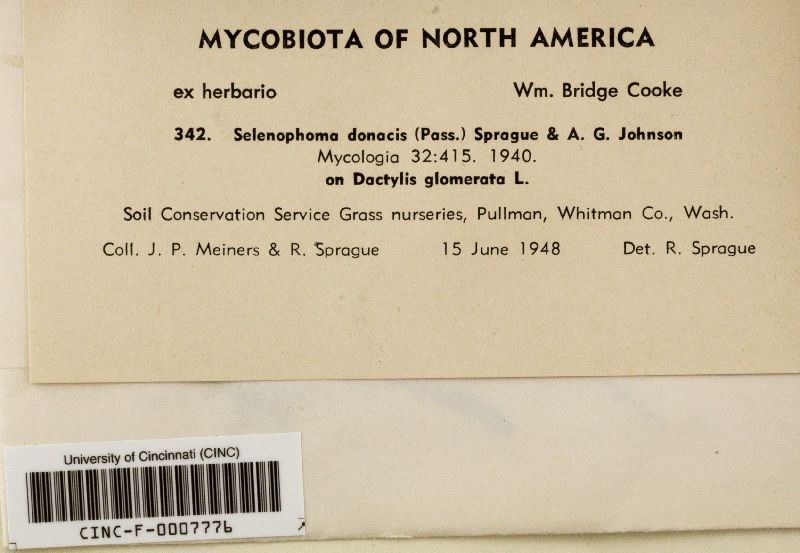 MYCOBIOTA OF NORTH AMERICA
ex herbario Wm. Bridge Cooke
342. Selenophoma donacis (Pass.) Sprague & A. G. Johnson
Mycologia 32:415. 1940.
on Dactylis glomerata L.
Soil Conservation Service Grass nurseries, Pullman, Whitman Co., Wash.
Coll. J. P. Meiners & R. Sprague 15 June 1948 Det. R. Sprague
University of Cincinnati (CINC)
CINC-F-0007776